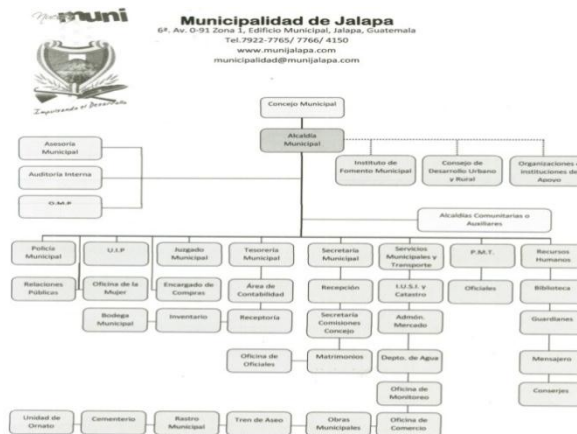 muni
Impulsando el Desarrollo
Municipalidad de Jalapa
6ª. Av. 0-91 Zona 1, Edificio Municipal, Jalapa, Guatemala
Tel.7922-7765/ 7766/ 4150
www.munijalapa.com
municipalidad@munijalapa.com
Concejo Municipal
Alcaldía
Municipal
Asesoría
Municipal
Auditoría Interna
O.M.P
Instituto de
Fomento Municipal
Consejo de
Desarrollo Urbano
y Rural
Organizaciones
Instituciones de
Apoyo
Alcaldías Comunitarias o
Auxiliares
Policía
Municipal
U.I.P
Juzgado
Municipal
Tesorería
Municipal
Secretaría
Municipal
Servicios
Municipales y
Transporte
P.M.T.
Recursos
Humanos
Relaciones
Públicas
Oficina de la
Mujer
Encargado de
Compras
Área de
Contabilidad
Recepción
I.U.S.I. y
Catastro
Oficiales
Biblioteca
Bodega
Municipal
Inventario
Receptoría
Secretaría
Comisiones
Concejo
Admón.
Mercado
Guardianes
Oficina de
Oficiales
Matrimonios
Depto. de Agua
Mensajero
Oficina de
Monitoreo
Conserjes
Unidad de
Ornato
Cementerio
Rastro
Municipal
Tren de Aseo
Obras
Municipales
Oficina de
Comercio